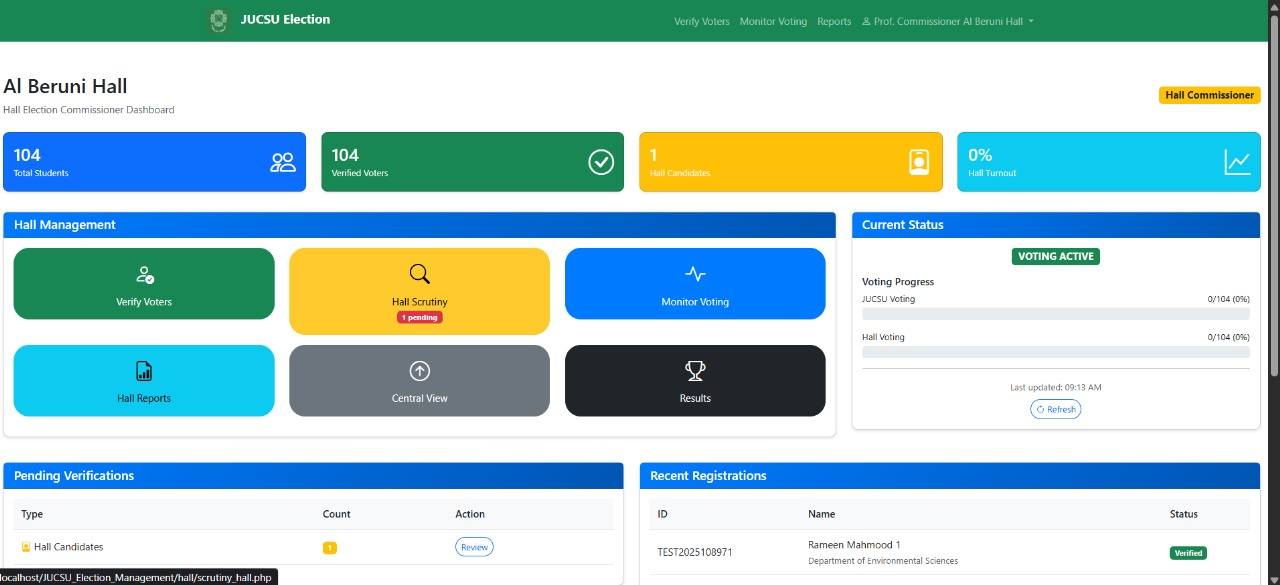 JUCSU Election
Verify Voters Monitor Voting Reports Prof. Commissioner Al Beruni Hall
Al Beruni Hall
Hall Election Commissioner Dashboard
Hall Commissioner
104
Total Students
104
Verified Voters
1
Hall Candidates
0%
Hall Turnout
Hall Management
Verify Voters
Hall Scrutiny
1 pending
Monitor Voting
Hall Reports
Central View
Results
Current Status
VOTING ACTIVE
Voting Progress
JUCSU Voting 0/104 (0%)
Hall Voting 0/104 (0%)
Last updated: 09:13 AM
Refresh
Pending Verifications
Type Count Action
Hall Candidates 1 Review
Recent Registrations
ID Name Status
TEST2025108971 Rameen Mahmood 1 Verified
Department of Environmental Sciences
localhost/JUCSU_Election_Management/hall/scrutiny_hall.php